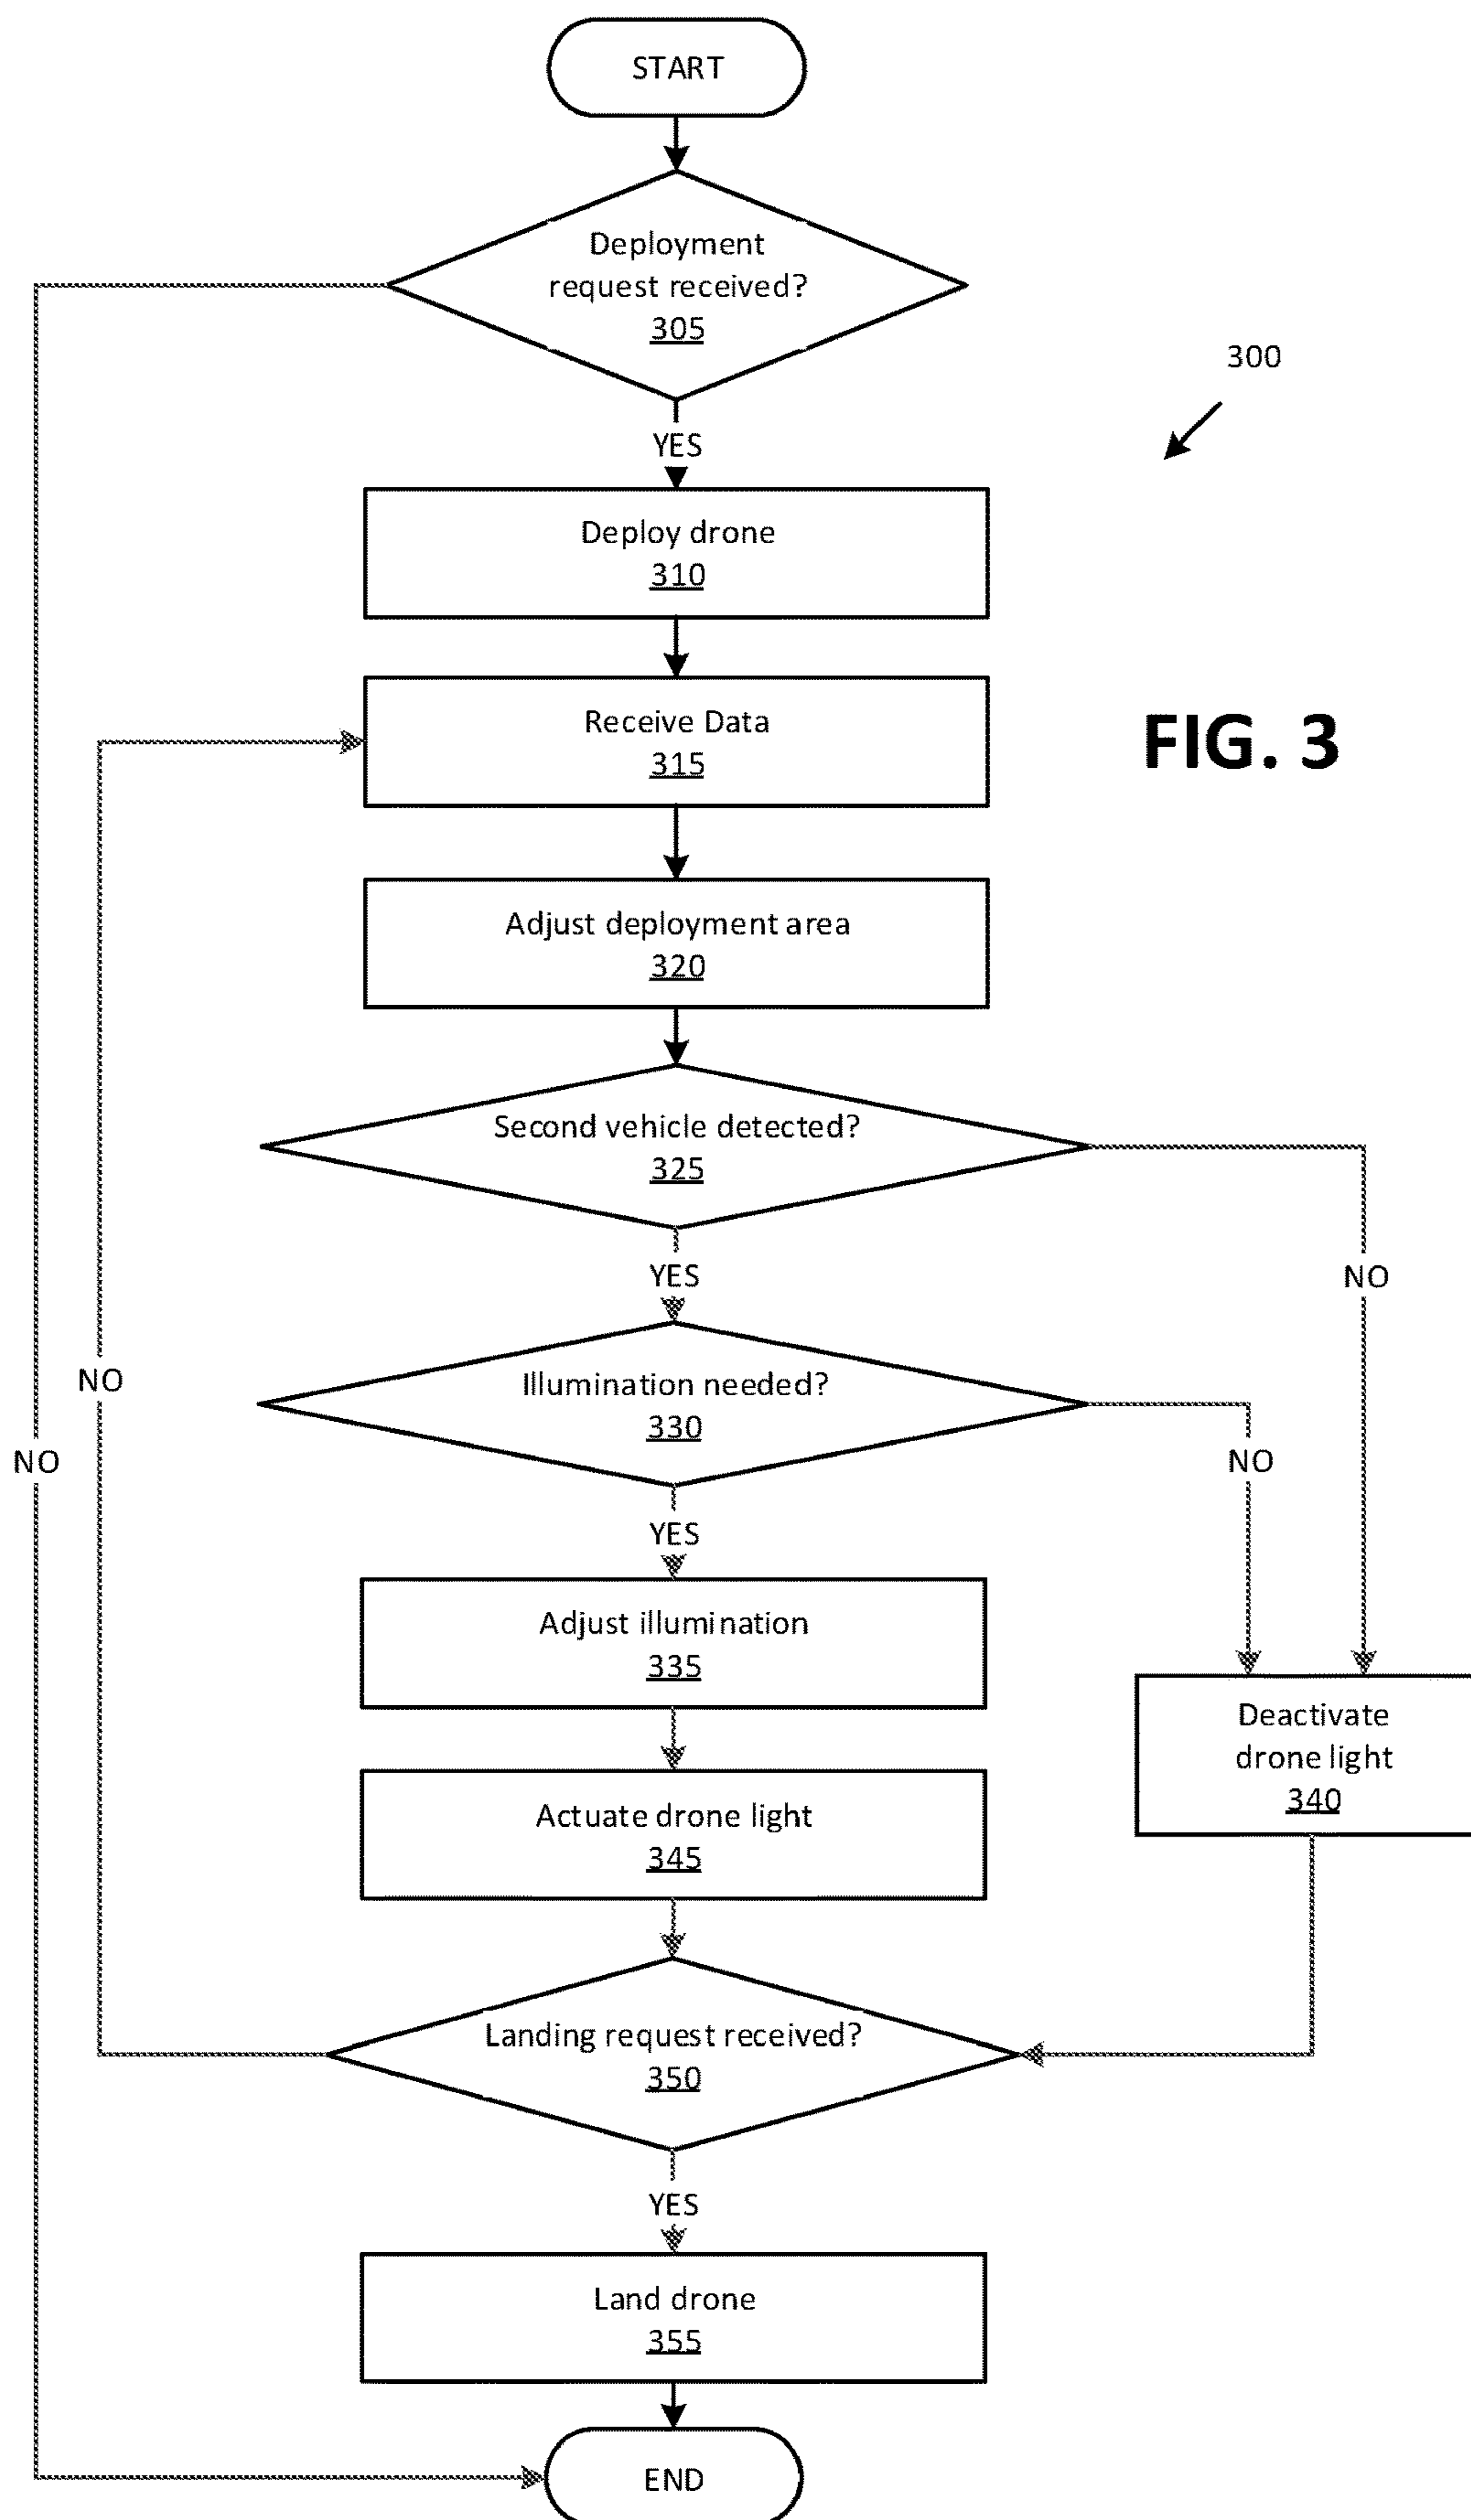 START
Deployment
request received?
305
300
YES
Deploy drone
310
Receive Data
315
FIG. 3
Adjust deployment area
320
Second vehicle detected?
325
YES
NO
Illumination needed?
330
NO
NO
NO
YES
Adjust illumination
335
Deactivate
drone light
340
Actuate drone light
345
Landing request received?
350
YES
Land drone
355
END